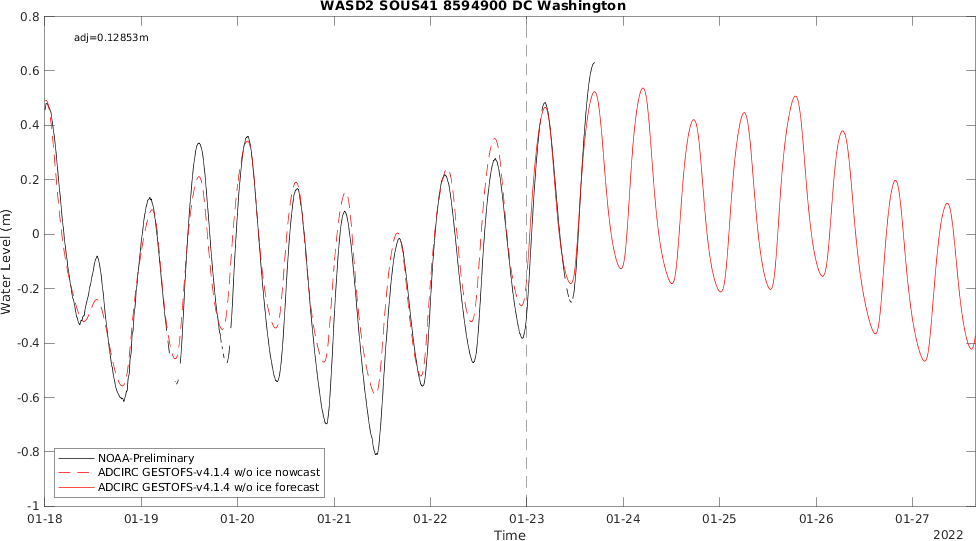 WASD2 SOUS41 8594900 DC Washington
adj=0.12853m
0.8
0.6
0.4
0.2
0
-0.2
-0.4
-0.6
-0.8
-1
Water Level (m)
NOAA-Preliminary
ADCIRC GESTOFS-v4.1.4 w/o ice nowcast
ADCIRC GESTOFS-v4.1.4 w/o ice forecast
01-18 01-19 01-20 01-21 01-22 01-23 01-24 01-25 01-26 01-27
Time
2022